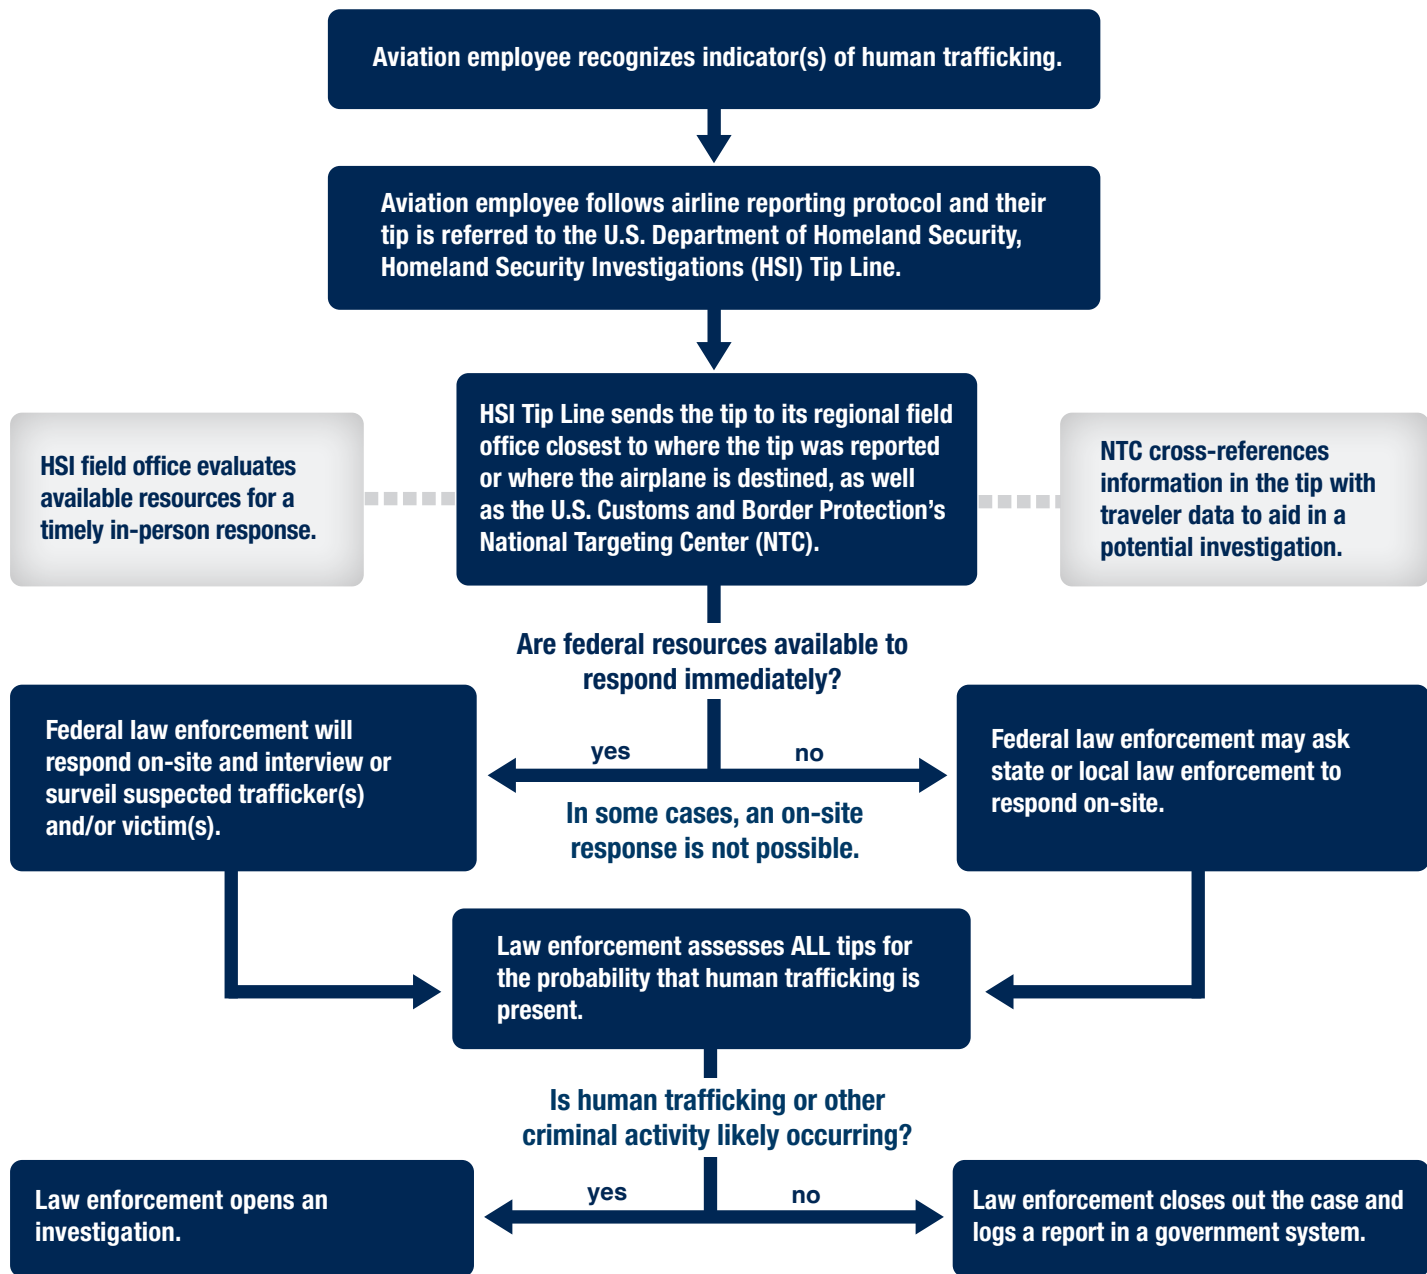 Aviation employee recognizes indicator(s) of human trafficking.
Aviation employee follows airline reporting protocol and their
tip is referred to the U.S. Department of Homeland Security,
Homeland Security Investigations (HSI) Tip Line.
HSI Tip Line sends the tip to its regional field
office closest to where the tip was reported
or where the airplane is destined, as well
as the U.S. Customs and Border Protection’s
National Targeting Center (NTC).
HSI field office evaluates
available resources for a
timely in-person response.
NTC cross-references
information in the tip with
traveler data to aid in a
potential investigation.
Are federal resources available to
respond immediately?
yes
no
Federal law enforcement will
respond on-site and interview or
surveil suspected trafficker(s)
and/or victim(s).
In some cases, an on-site
response is not possible.
Federal law enforcement may ask
state or local law enforcement to
respond on-site.
Law enforcement assesses ALL tips for
the probability that human trafficking is
present.
Is human trafficking or other
criminal activity likely occurring?
yes
no
Law enforcement opens an
investigation.
Law enforcement closes out the case and
logs a report in a government system.